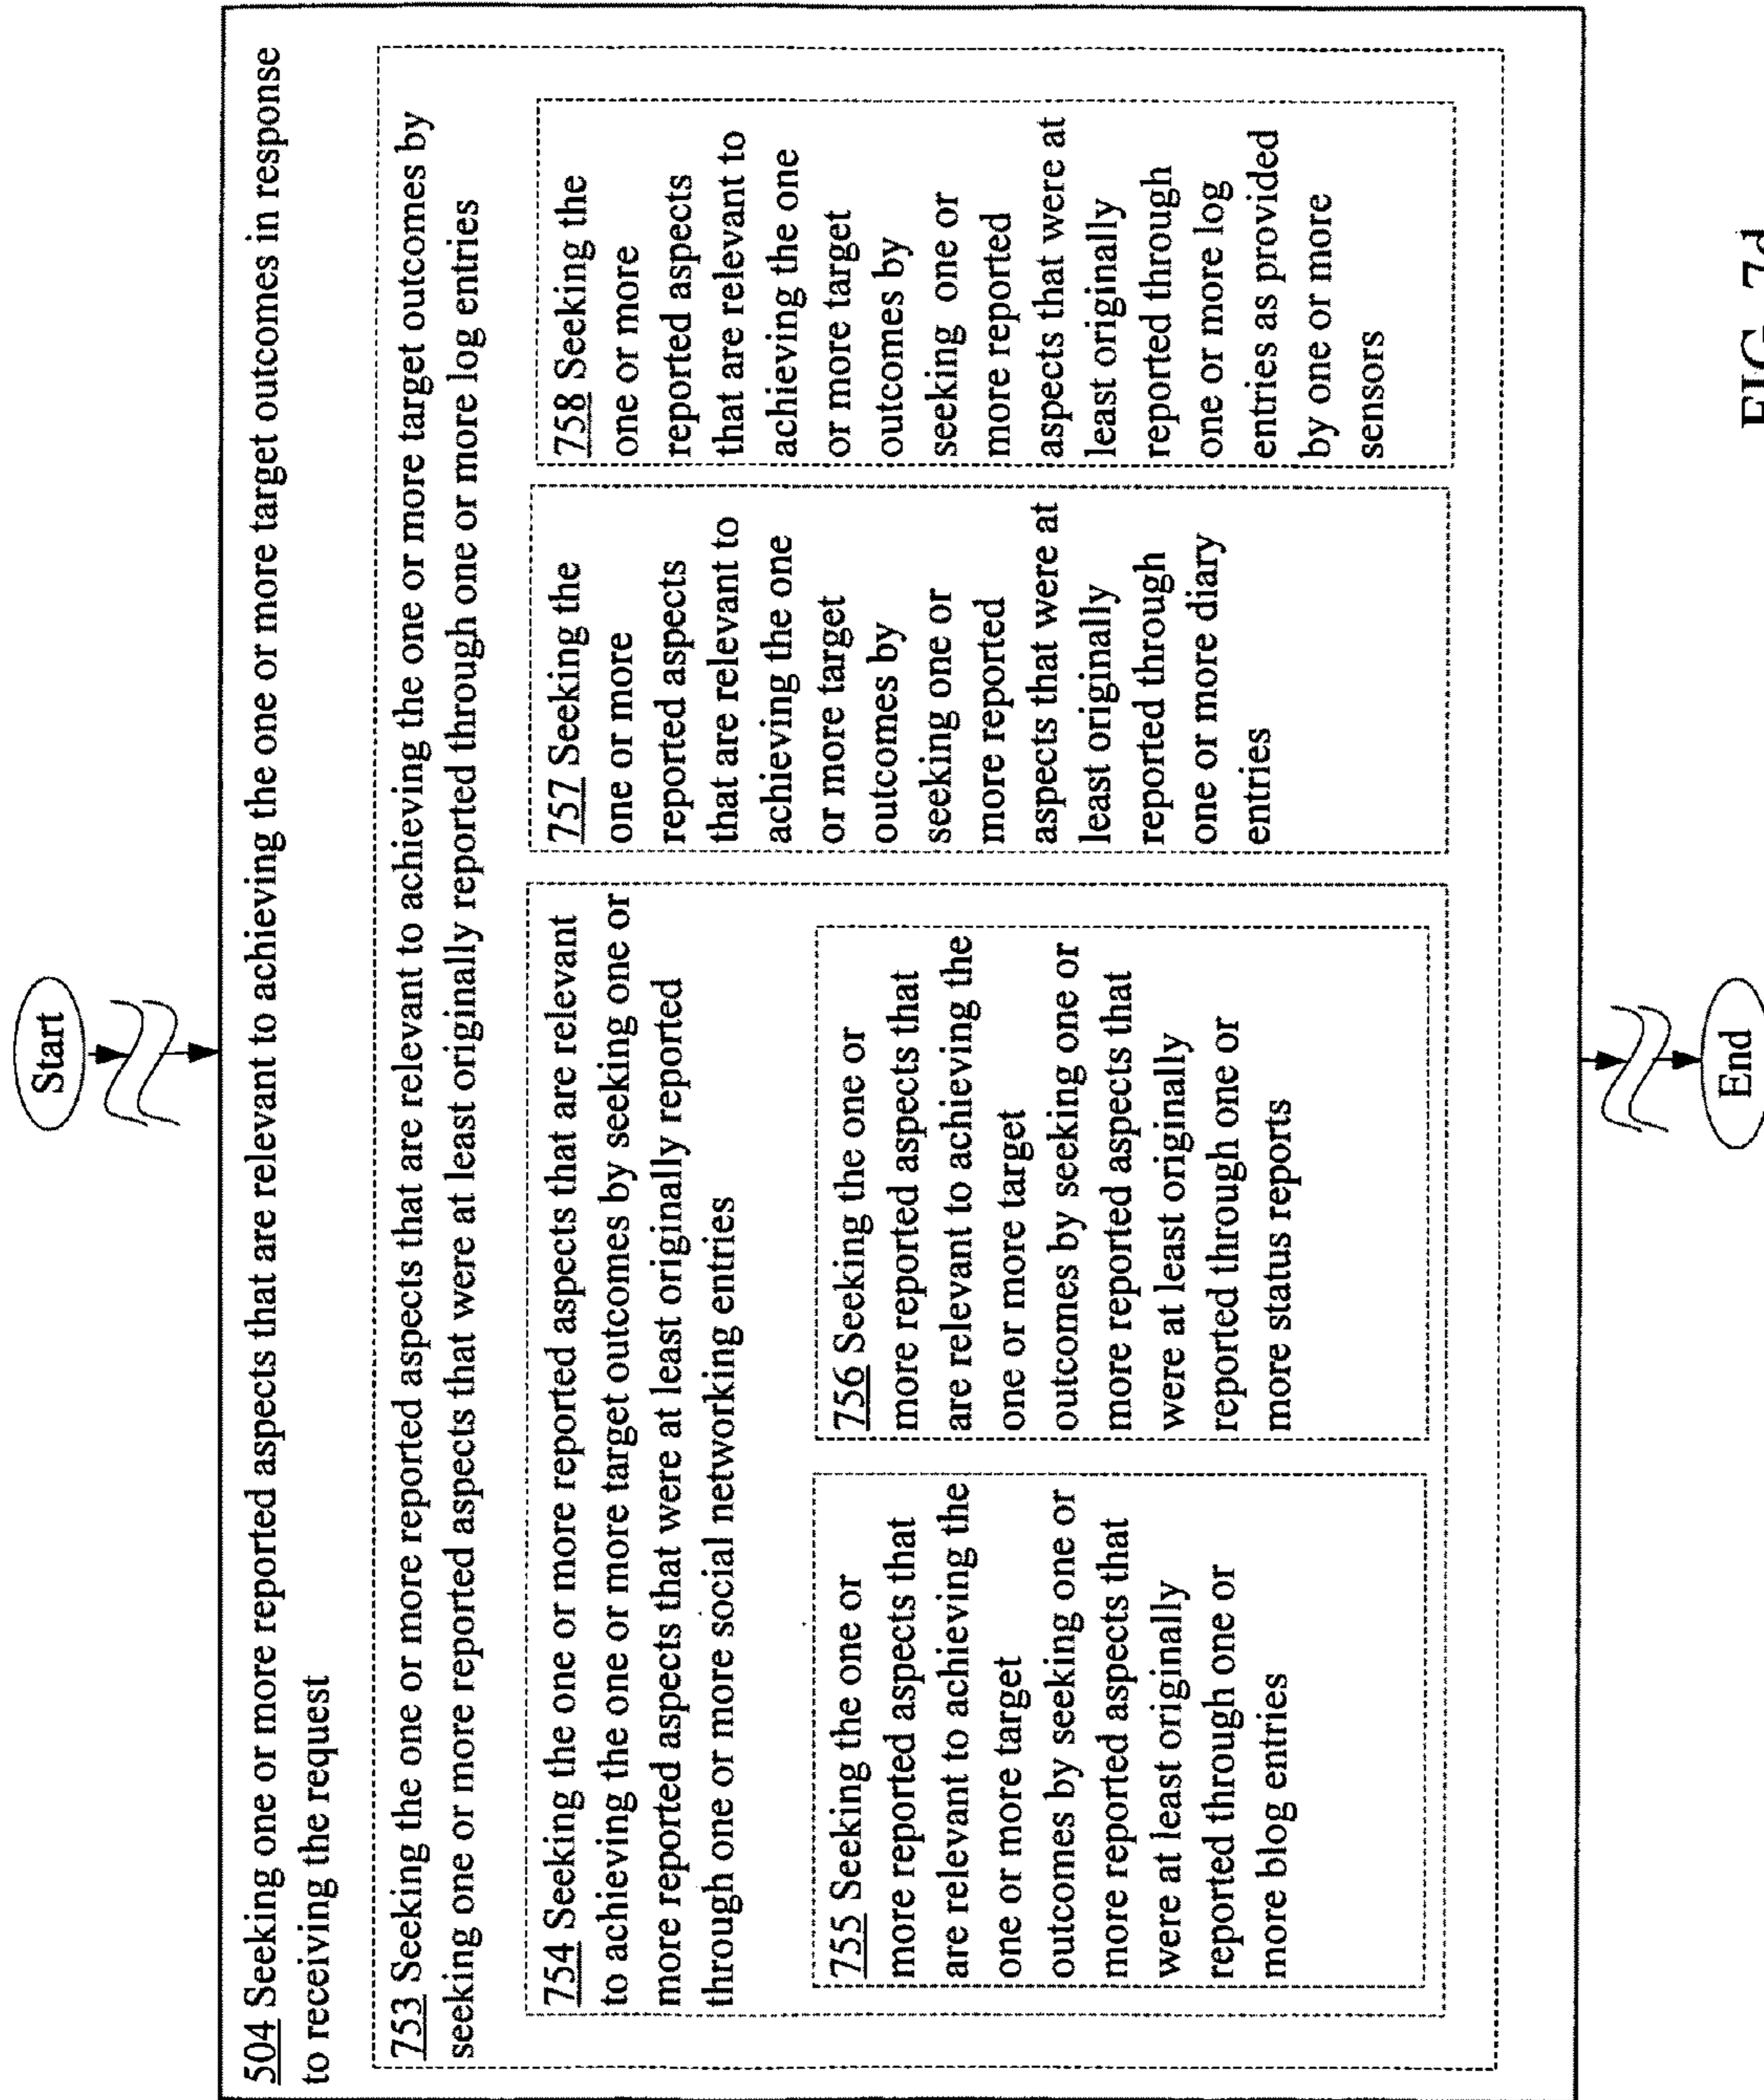 Start
504 Seeking one or more reported aspects that are relevant to achieving the one or more target outcomes in response
to receiving the request
753 Seeking the one or more reported aspects that are relevant to achieving the one or more target outcomes by
seeking one or more reported aspects that were at least originally reported through one or more log entries
754 Seeking the one or more reported aspects that are relevant
to achieving the one or more target outcomes by seeking one or
more reported aspects that were at least originally reported
through one or more social networking entries
755 Seeking the one or
more reported aspects that
are relevant to achieving the
one or more target
outcomes by seeking one or
more reported aspects that
were at least originally
reported through one or
more blog entries
756 Seeking the one or
more reported aspects that
are relevant to achieving the
one or more target
outcomes by seeking one or
more reported aspects that
were at least originally
reported through one or
more status reports
757 Seeking the
one or more
reported aspects
that are relevant to
achieving the one
or more target
outcomes by
seeking one or
more reported
aspects that were at
least originally
reported through
one or more diary
entries
758 Seeking the
one or more
reported aspects
that are relevant to
achieving the one
or more target
outcomes by
seeking one or
more reported
aspects that were at
least originally
reported through
one or more log
entries as provided
by one or more
sensors
End
FIG. 7d